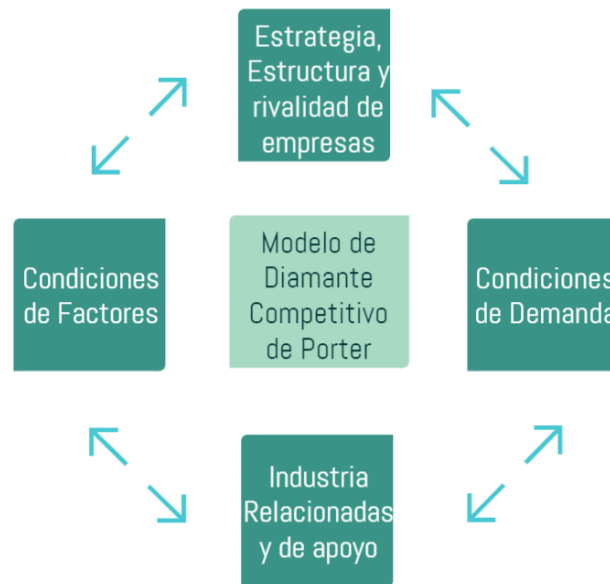 Estrategia,
Estructura y
rivalidad de
empresas
Condiciones
de Factores
Modelo de
Diamante
Competitivo
de Porter
Condiciones
de Demanda
Industria
Relacionadas
y de apoyo